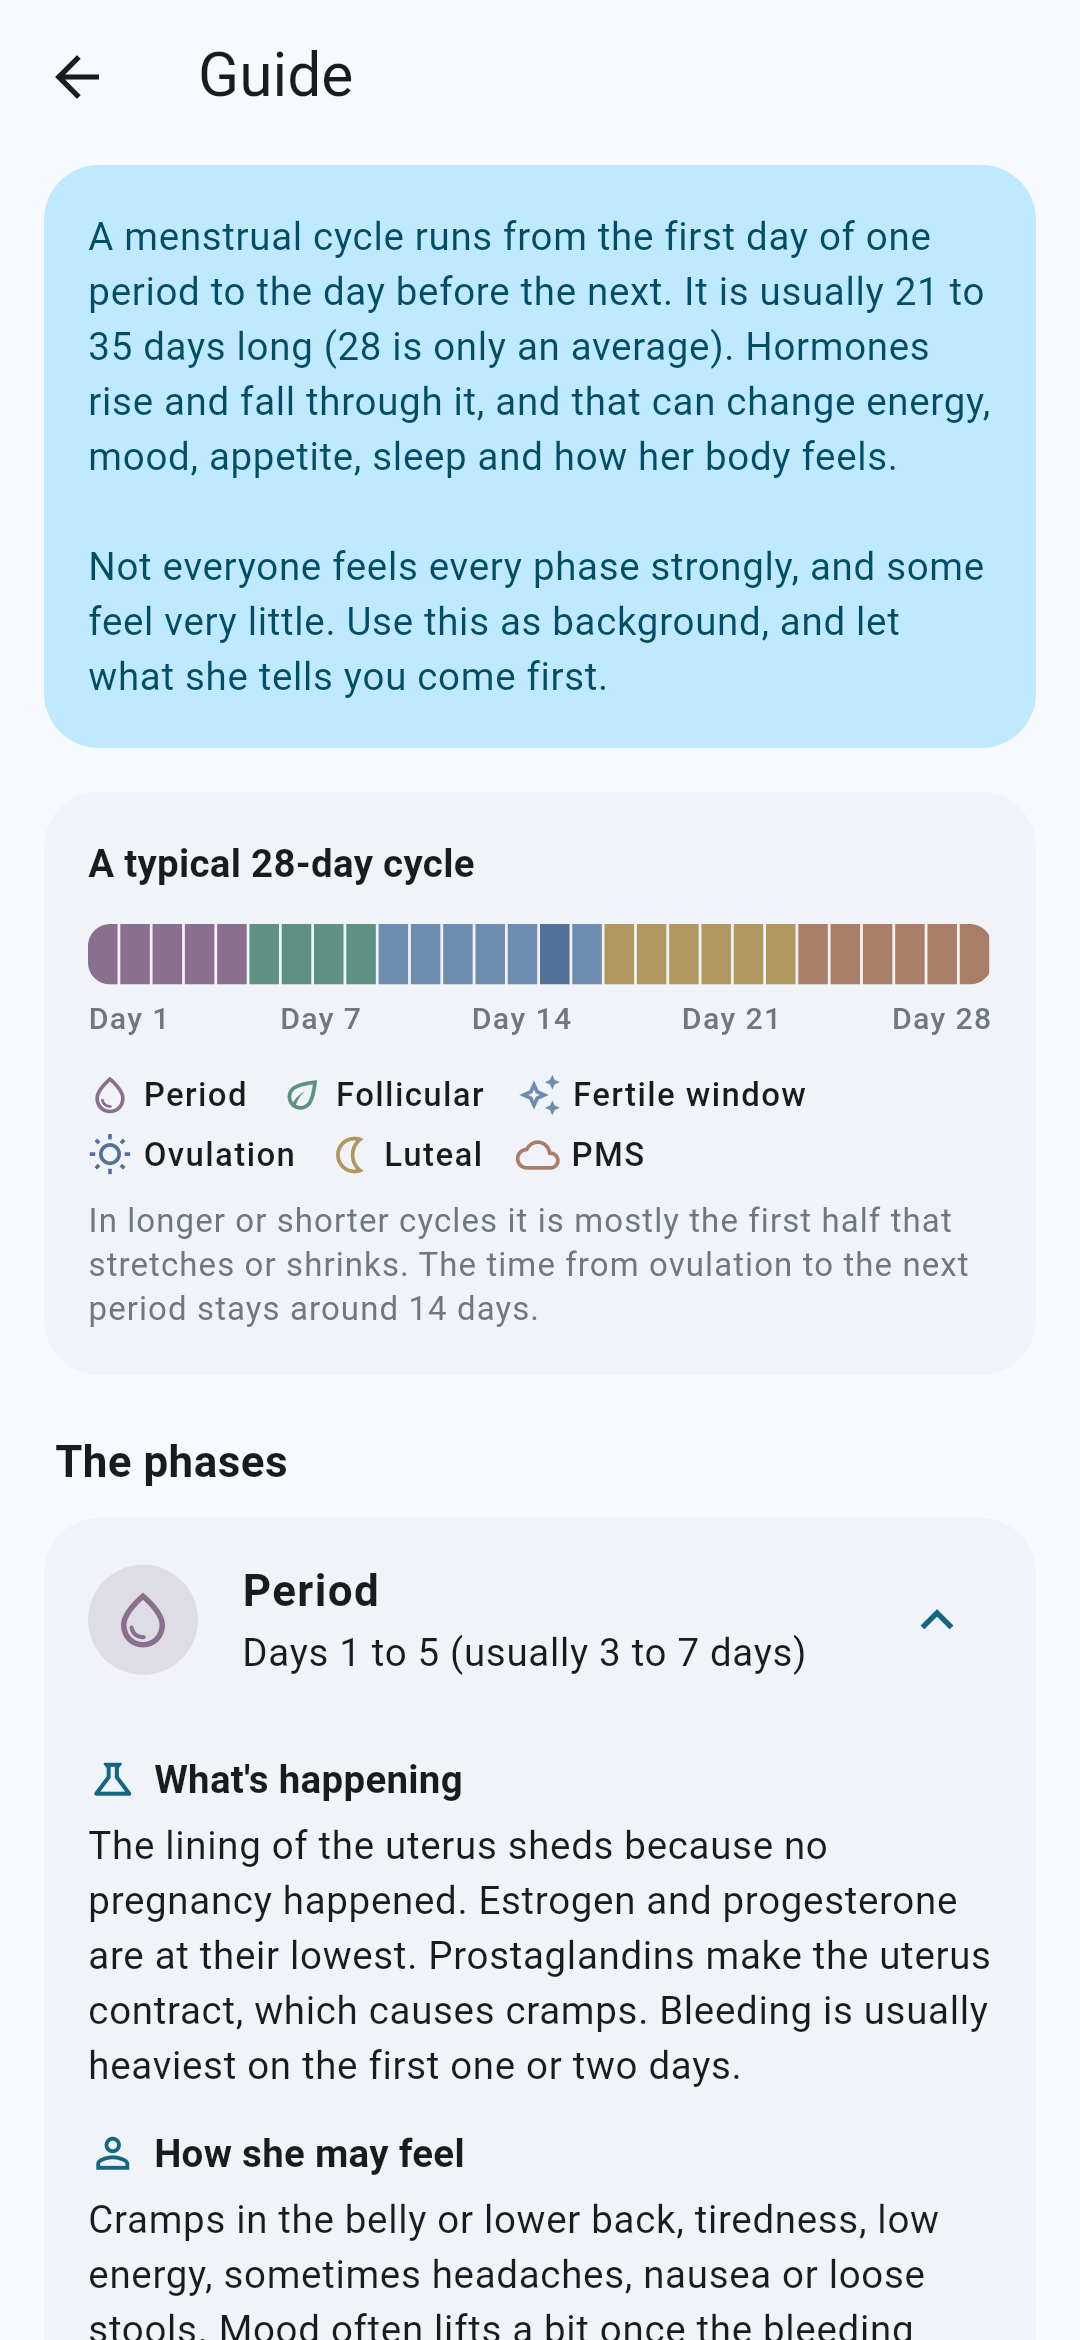 Guide
A menstrual cycle runs from the first day of one
period to the day before the next. It is usually 21 to
35 days long (28 is only an average). Hormones
rise and fall through it, and that can change energy,
mood, appetite, sleep and how her body feels.
Not everyone feels every phase strongly, and some
feel very little. Use this as background, and let
what she tells you come first.
A typical 28-day cycle
Day 1 Day 7 Day 14 Day 21 Day 28
Period Follicular Fertile window
Ovulation Luteal PMS
In longer or shorter cycles it is mostly the first half that
stretches or shrinks. The time from ovulation to the next
period stays around 14 days.
The phases
Period
Days 1 to 5 (usually 3 to 7 days)
What's happening
The lining of the uterus sheds because no
pregnancy happened. Estrogen and progesterone
are at their lowest. Prostaglandins make the uterus
contract, which causes cramps. Bleeding is usually
heaviest on the first one or two days.
How she may feel
Cramps in the belly or lower back, tiredness, low
energy, sometimes headaches, nausea or loose
stools. Mood often lifts a bit once the bleeding